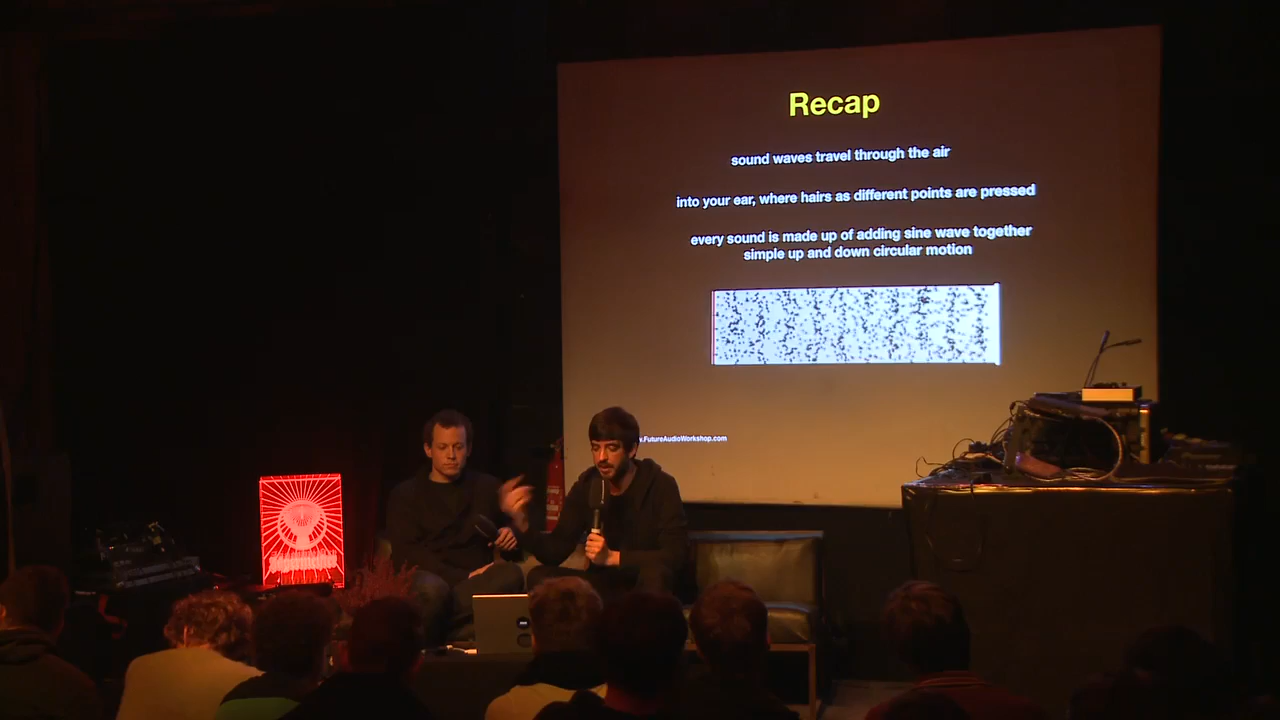 Recap
sound waves travel through the air
into your ear, where hairs as different points are pressed
every sound is made up of adding sine wave together
simple up and down circular motion
.FutureAudioWorkshop.com